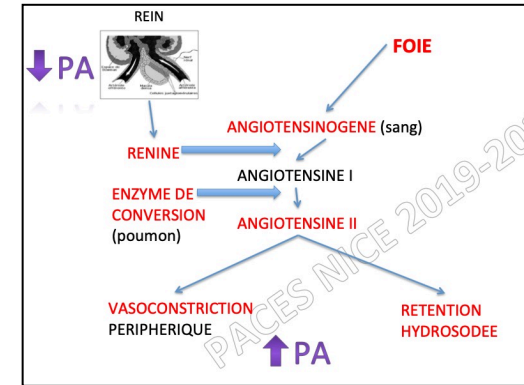 REIN
PA
FOIE
ANGIOTENSINOGENE (sang)
RENINE
ANGIOTENSINE I
ENZYME DE
CONVERSION
(poumon)
ANGIOTENSINE II
VASOCONSTRICTION
PERIPHERIQUE
RETENTION
HYDROSODEE
PA
PACES NICE 2019-20